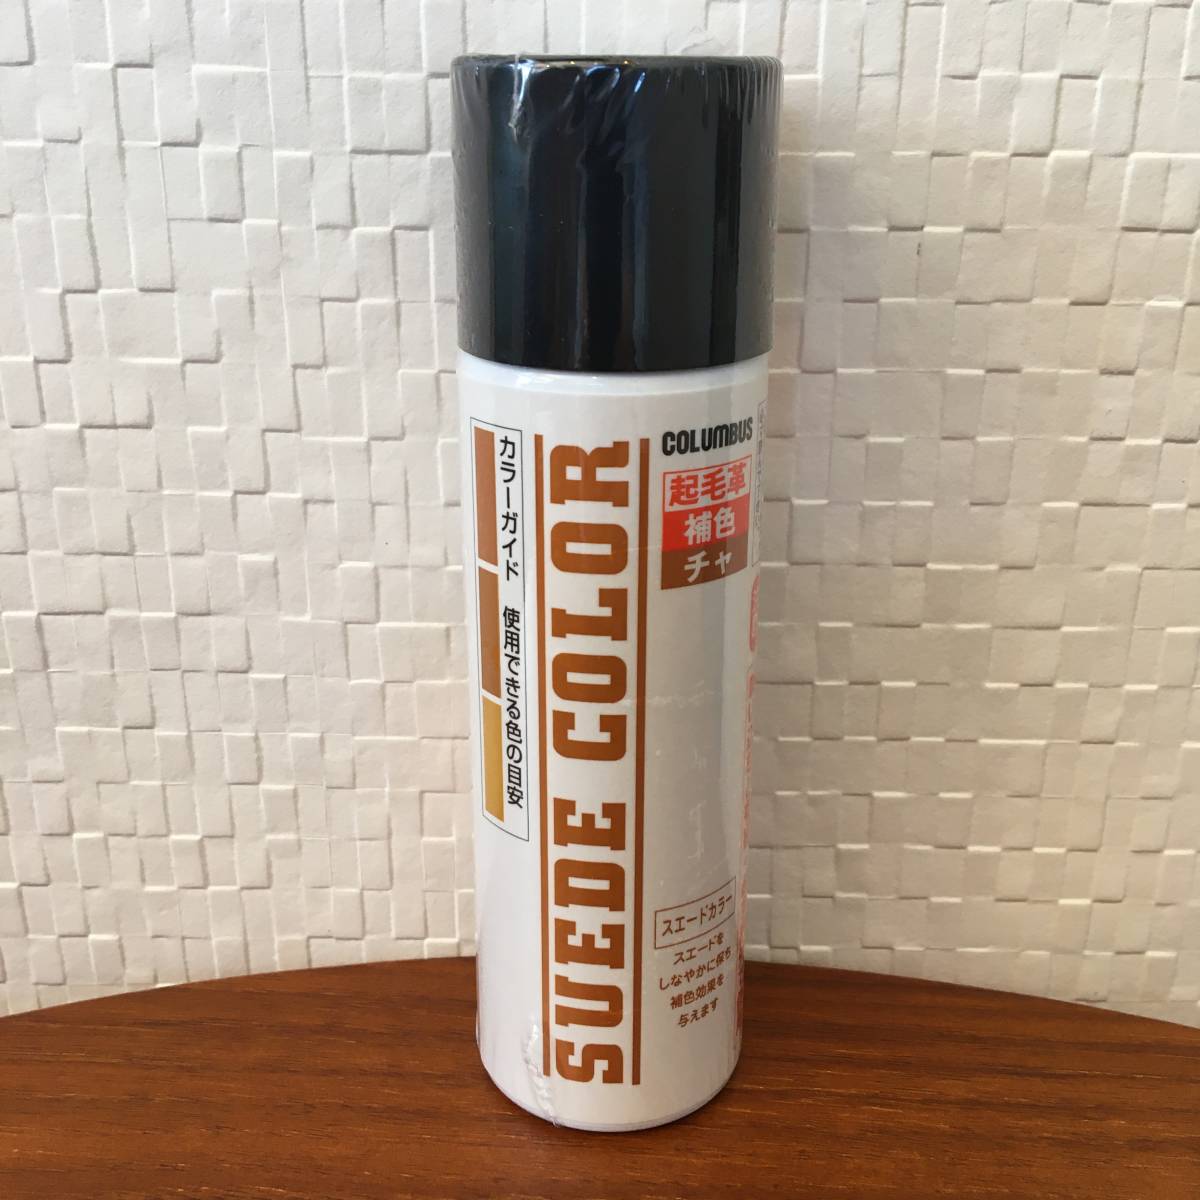 カラーガイド 使用できる色の目安
SUEDE COLOR
COLUMBUS
起毛革
補色
チャ
スエードカラー
スエードを
しなやかに保ち
補色効果を
与えます